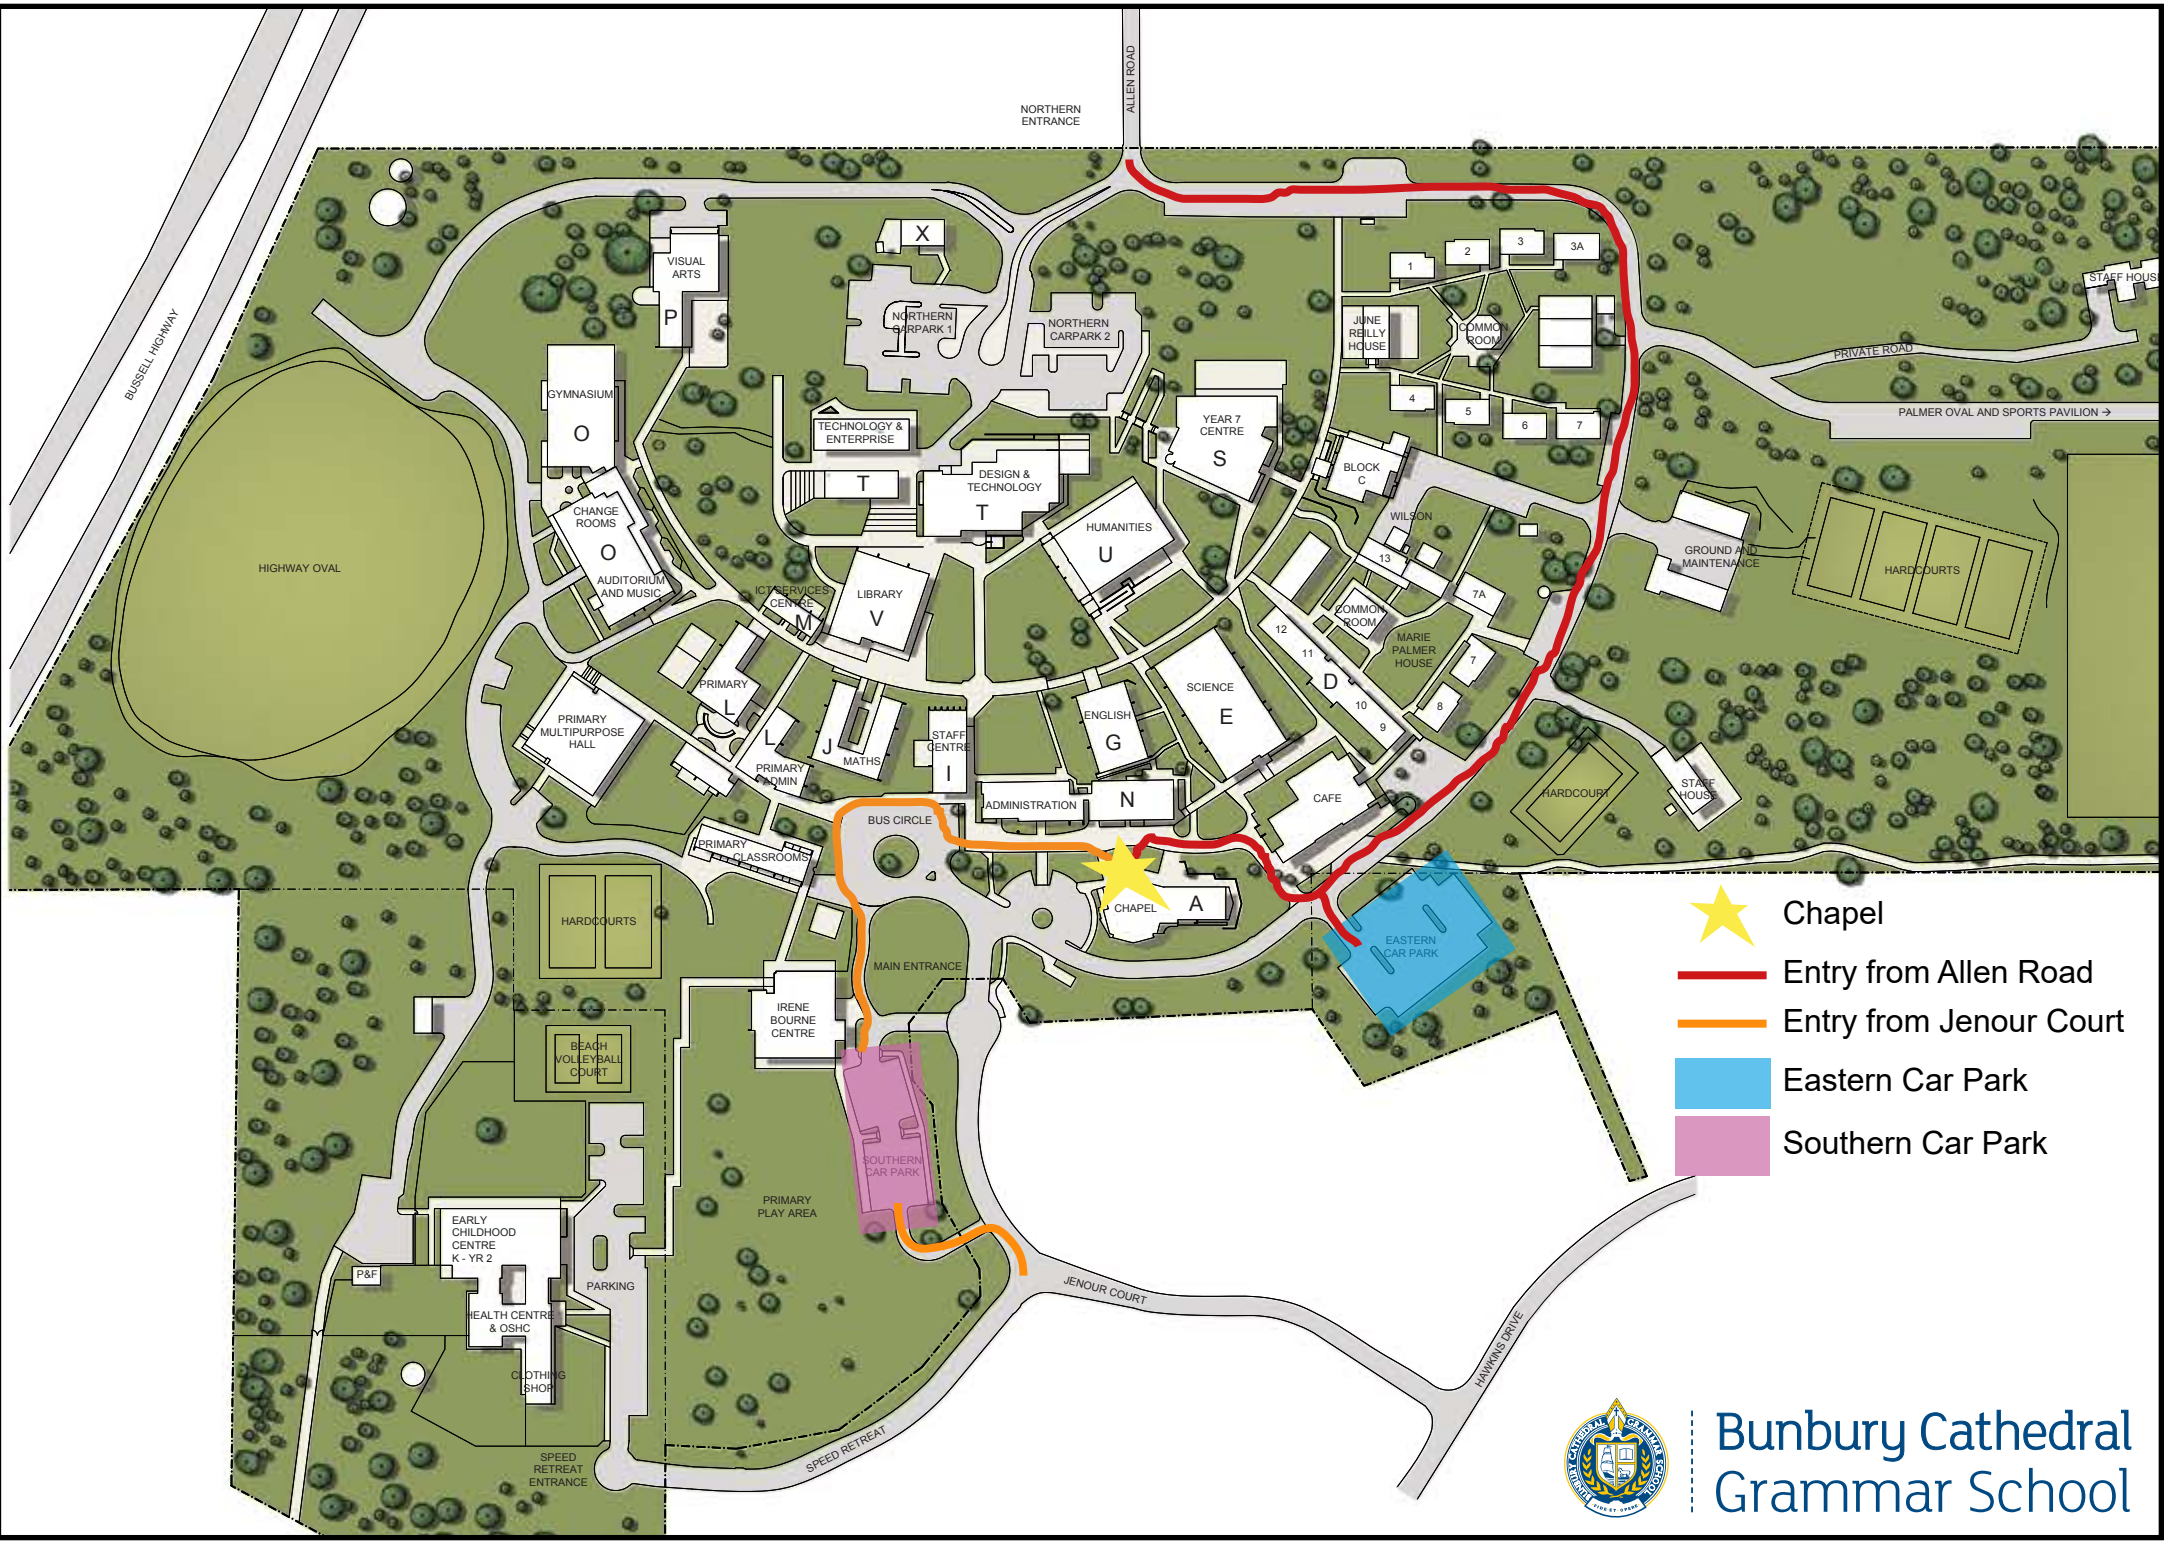 ALLEN ROAD
NORTHERN
ENTRANCE
BUSSELL HIGHWAY
X
VISUAL
ARTS
P
NORTHERN
CARPARK 1
NORTHERN
CARPARK 2
1
2
3
3A
STAFF HOUSE
JUNE
REILLY
HOUSE
COMMON
ROOM
PRIVATE ROAD
PALMER OVAL AND SPORTS PAVILION →
4
5
6
7
GYMNASIUM
O
TECHNOLOGY &
ENTERPRISE
T
DESIGN &
TECHNOLOGY
T
YEAR 7
CENTRE
S
BLOCK
C
WILSON
13
HUMANITIES
U
CHANGE
ROOMS
O
AUDITORIUM
AND MUSIC
HIGHWAY OVAL
ICT SERVICES
CENTRE
M
LIBRARY
V
GROUND AND
MAINTENANCE
HARDCOURTS
7A
COMMON
ROOM
MARIE
PALMER
HOUSE
12
11
D
10
9
7
8
PRIMARY
L
L
PRIMARY
ADMIN
J
MATHS
STAFF
CENTRE
I
ENGLISH
G
SCIENCE
E
PRIMARY
MULTIPURPOSE
HALL
ADMINISTRATION
N
CAFE
HARDCOURT
STAFF
HOUSE
BUS CIRCLE
PRIMARY
CLASSROOMS
CHAPEL
A
HARDCOURTS
EASTERN
CAR PARK
MAIN ENTRANCE
IRENE
BOURNE
CENTRE
BEACH
VOLLEYBALL
COURT
SOUTHERN
CAR PARK
PRIMARY
PLAY AREA
EARLY
CHILDHOOD
CENTRE
K - YR 2
P&F
PARKING
HEALTH CENTRE
& OSHC
CLOTHING
SHOP
SPEED
RETREAT
ENTRANCE
SPEED RETREAT
JENOUR COURT
HAWKINS DRIVE
Chapel
Entry from Allen Road
Entry from Jenour Court
Eastern Car Park
Southern Car Park
BUNBURY CATHEDRAL GRAMMAR SCHOOL
Bunbury Cathedral
Grammar School